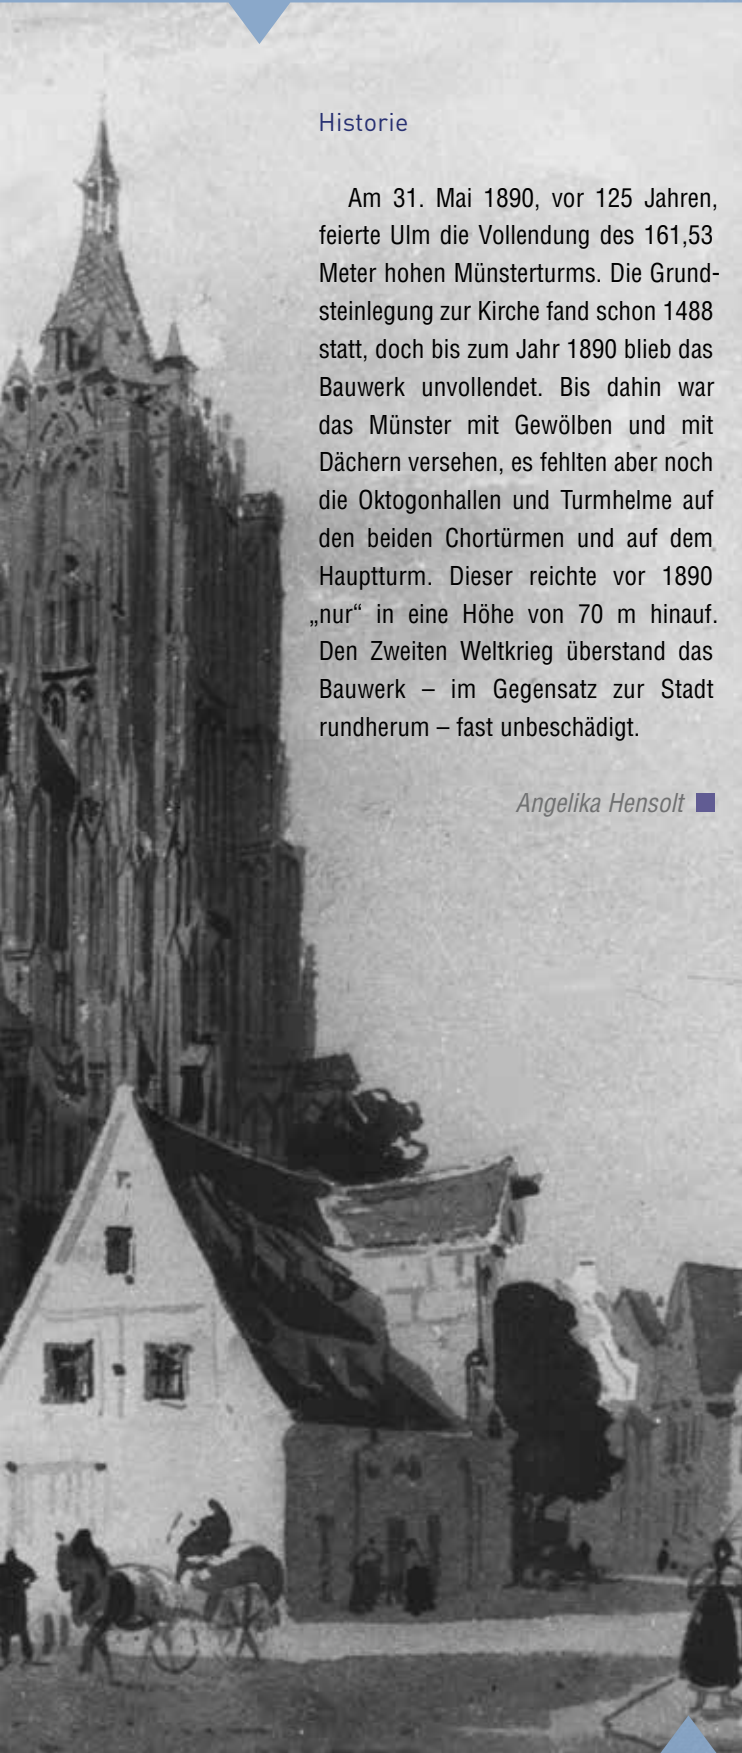 Historie
Am 31. Mai 1890, vor 125 Jahren,
feierte Ulm die Vollendung des 161,53
Meter hohen Münsterturms. Die Grund-
steinlegung zur Kirche fand schon 1488
statt, doch bis zum Jahr 1890 blieb das
Bauwerk unvollendet. Bis dahin war
das Münster mit Gewölben und mit
Dächern versehen, es fehlten aber noch
die Oktogonhallen und Turmhelme auf
den beiden Chortürmen und auf dem
Hauptturm. Dieser reichte vor 1890
„nur“ in eine Höhe von 70 m hinauf.
Den Zweiten Weltkrieg überstand das
Bauwerk – im Gegensatz zur Stadt
rundherum – fast unbeschädigt.
Angelika Hensolt